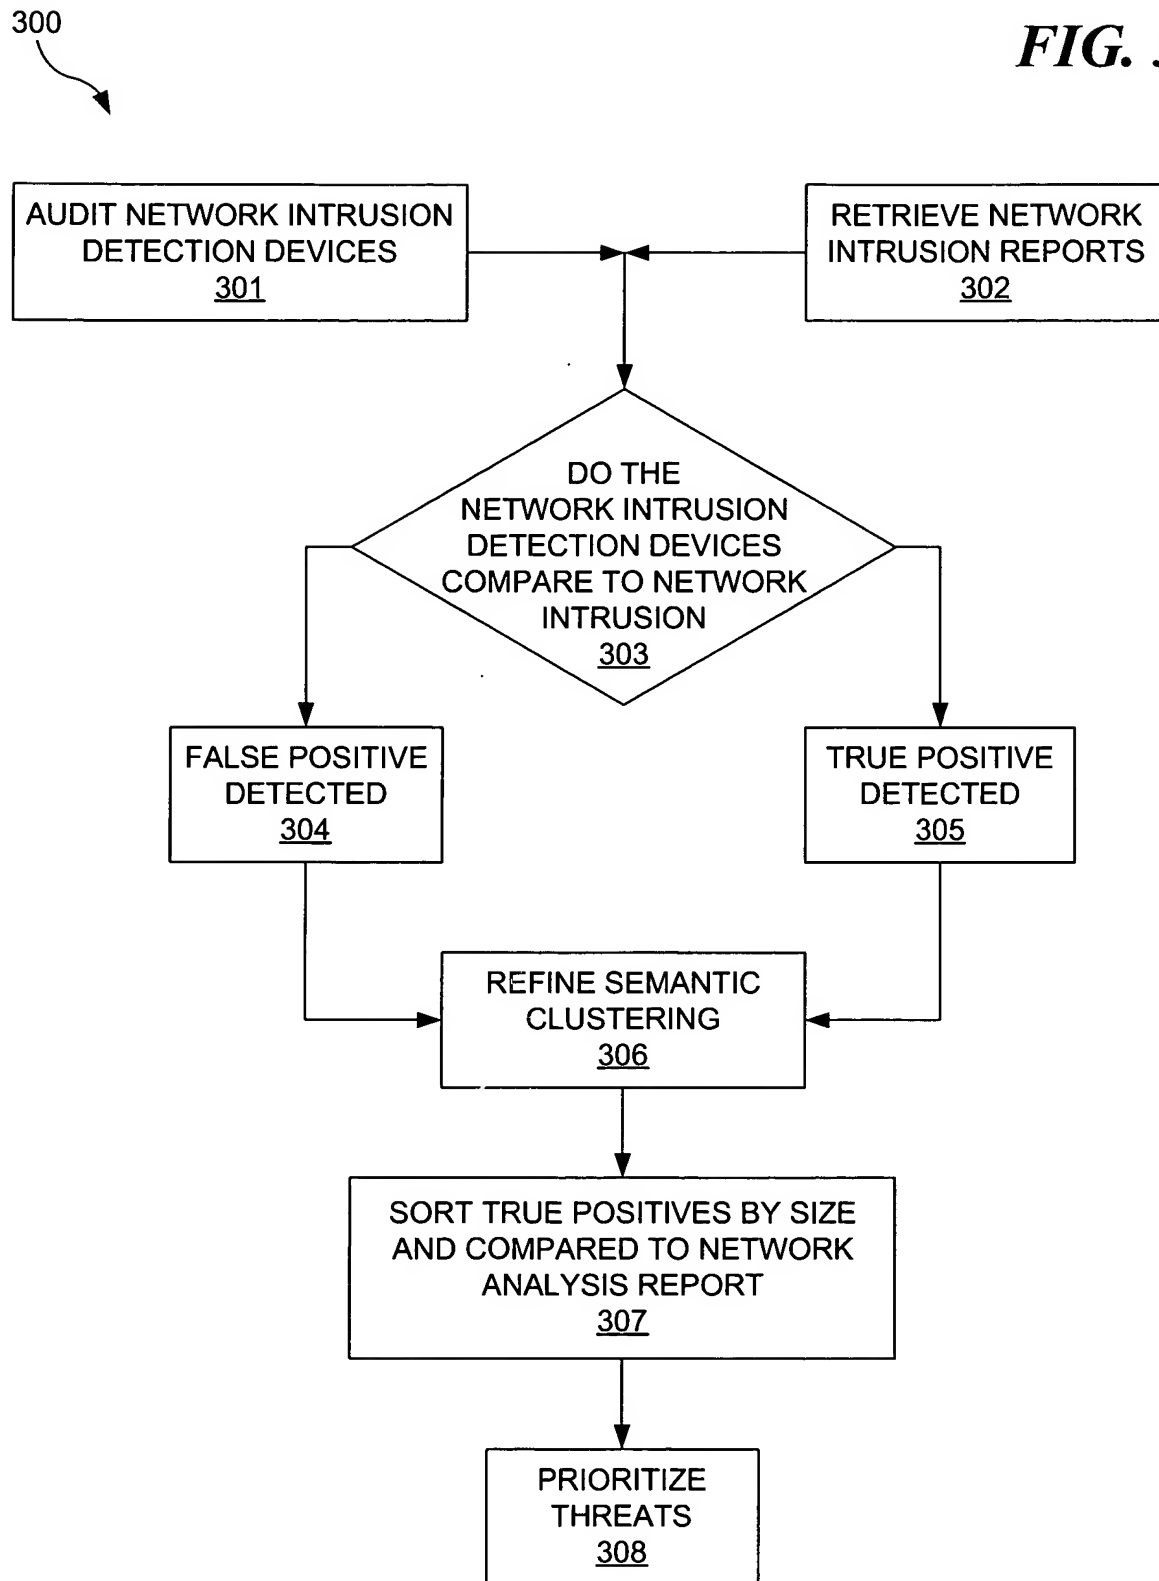 300
FIG.
AUDIT NETWORK INTRUSION
DETECTION DEVICES
301
RETRIEVE NETWORK
INTRUSION REPORTS
302
DO THE
NETWORK INTRUSION
DETECTION DEVICES
COMPARE TO NETWORK
INTRUSION
303
FALSE POSITIVE
DETECTED
304
TRUE POSITIVE
DETECTED
305
REFINE SEMANTIC
CLUSTERING
306
SORT TRUE POSITIVES BY SIZE
AND COMPARED TO NETWORK
ANALYSIS REPORT
307
PRIORITIZE
THREATS
308